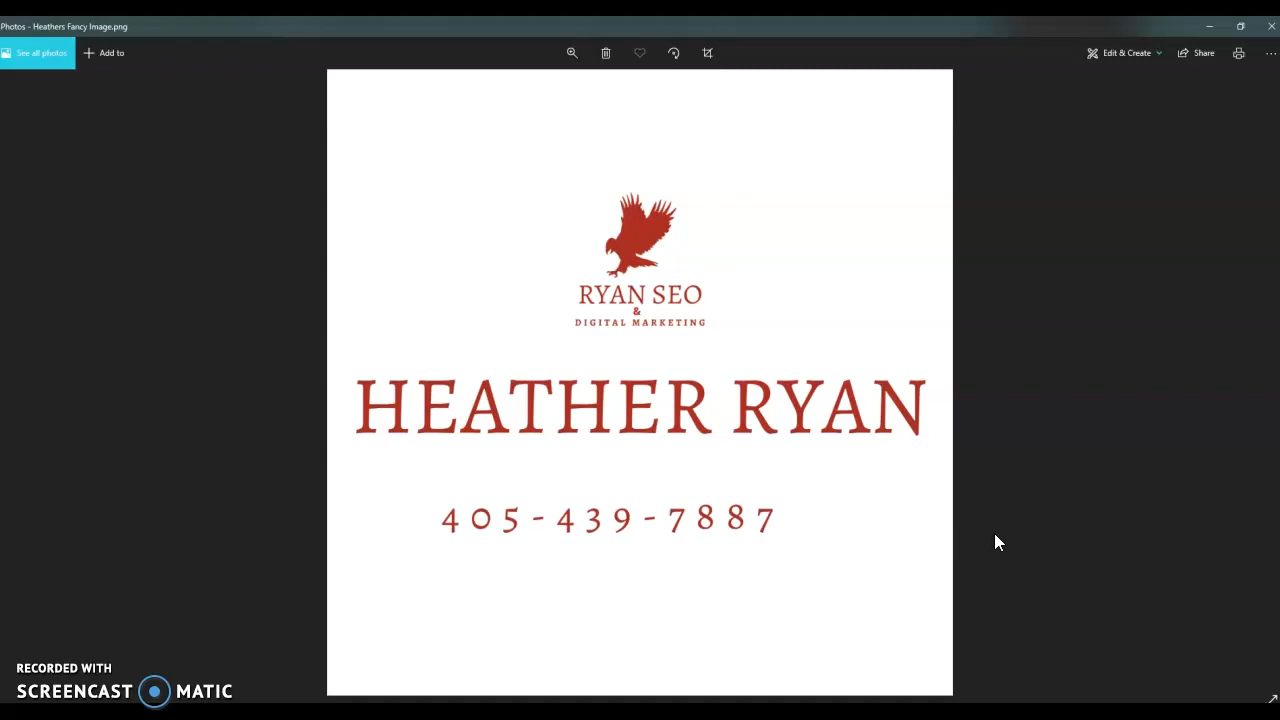 Photos - Heathers Fancy Image.png
See all photos
Add to
Edit & Create
Share
RYAN SEO
&
DIGITAL MARKETING
HEATHER RYAN
405-439-7887
RECORDED WITH
SCREENCAST MATIC